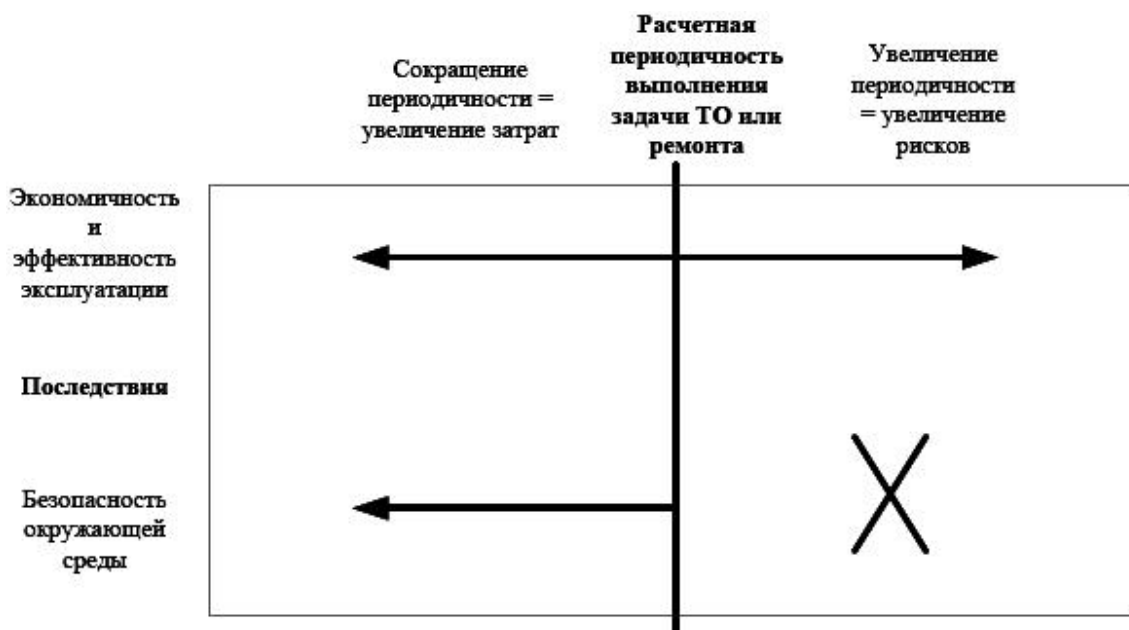 Сокращение
периодичности =
увеличение затрат
Расчетная
периодичность
выполнения
задачи ТО или
ремонта
Увеличение
периодичности
= увеличение
рисков
Экономичность
и
эффективность
эксплуатации
Последствия
Безопасность
окружающей
среды